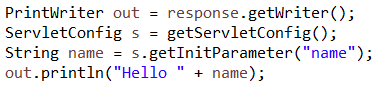 PrintWriter out = response.getWriter();
ServletConfig s = getServletConfig();
String name = s.getInitParameter("name");
out.println("Hello " + name);